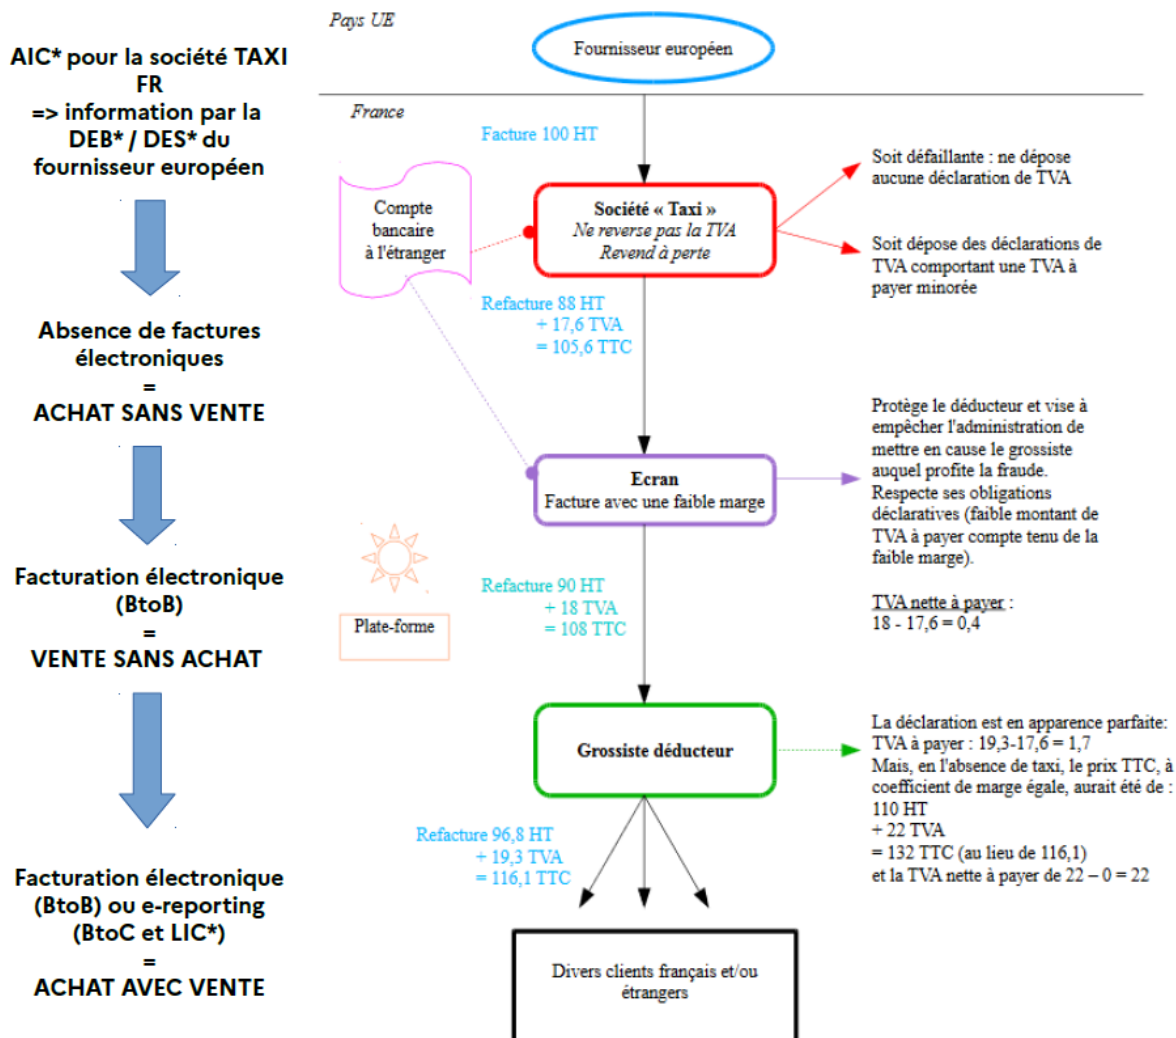 AIC* pour la société TAXI
FR
=> information par la
DEB* / DES* du
fournisseur européen
Absence de factures
électroniques
=
ACHAT SANS VENTE
Facturation électronique
(BtoB)
=
VENTE SANS ACHAT
Facturation électronique
(BtoB) ou e-reporting
(BtoC et LIC*)
=
ACHAT AVEC VENTE
Pays UE
Fournisseur européen
France
Facture 100 HT
Compte
bancaire
à l'étranger
Société « Taxi »
Ne reverse pas la TVA
Revend à perte
Soit défaillante : ne dépose
aucune déclaration de TVA
Soit dépose des déclarations de
TVA comportant une TVA à
payer minorée
Refacture 88 HT
+ 17,6 TVA
= 105,6 TTC
Ecran
Facture avec une faible marge
Protège le déducteur et vise à
empêcher l'administration de
mettre en cause le grossiste
auquel profite la fraude.
Respecte ses obligations
déclaratives (faible montant de
TVA à payer compte tenu de la
faible marge).
TVA nette à payer :
18 - 17,6 = 0,4
Plate-forme
Refacture 90 HT
+ 18 TVA
= 108 TTC
Grossiste déducteur
La déclaration est en apparence parfaite:
TVA à payer : 19,3-17,6 = 1,7
Mais, en l'absence de taxi, le prix TTC, à
coefficient de marge égale, aurait été de :
110 HT
+ 22 TVA
= 132 TTC (au lieu de 116,1)
et la TVA nette à payer de 22 – 0 = 22
Refacture 96,8 HT
+ 19,3 TVA
= 116,1 TTC
Divers clients français et/ou
étrangers